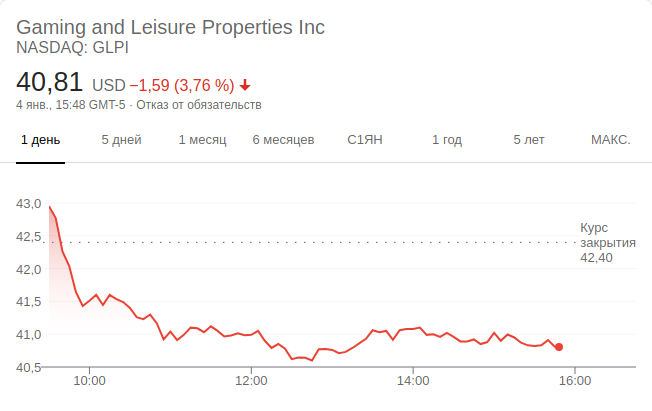 Gaming and Leisure Properties Inc
NASDAQ: GLPI
40,81 USD −1,59 (3,76 %)
4 янв., 15:48 GMT-5 · Отказ от обязательств
1 день 5 дней 1 месяц 6 месяцев С1ЯН 1 год 5 лет МАКС.
43,0
42,5
42,0
41,5
41,0
40,5
Курс
закрытия
42,40
10:00 12:00 14:00 16:00